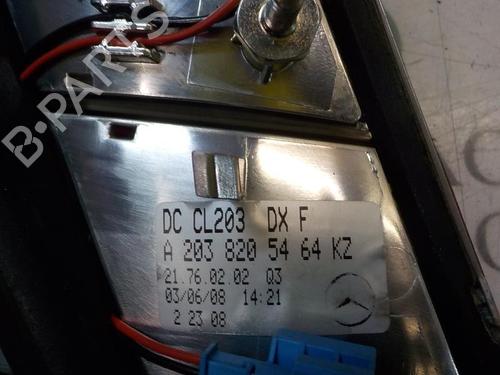 B-PARTS
DC CL203 DX F
A 203 820 54 64 KZ
21.76.02.02 Q3
03/06/08 14:21
2 23 08